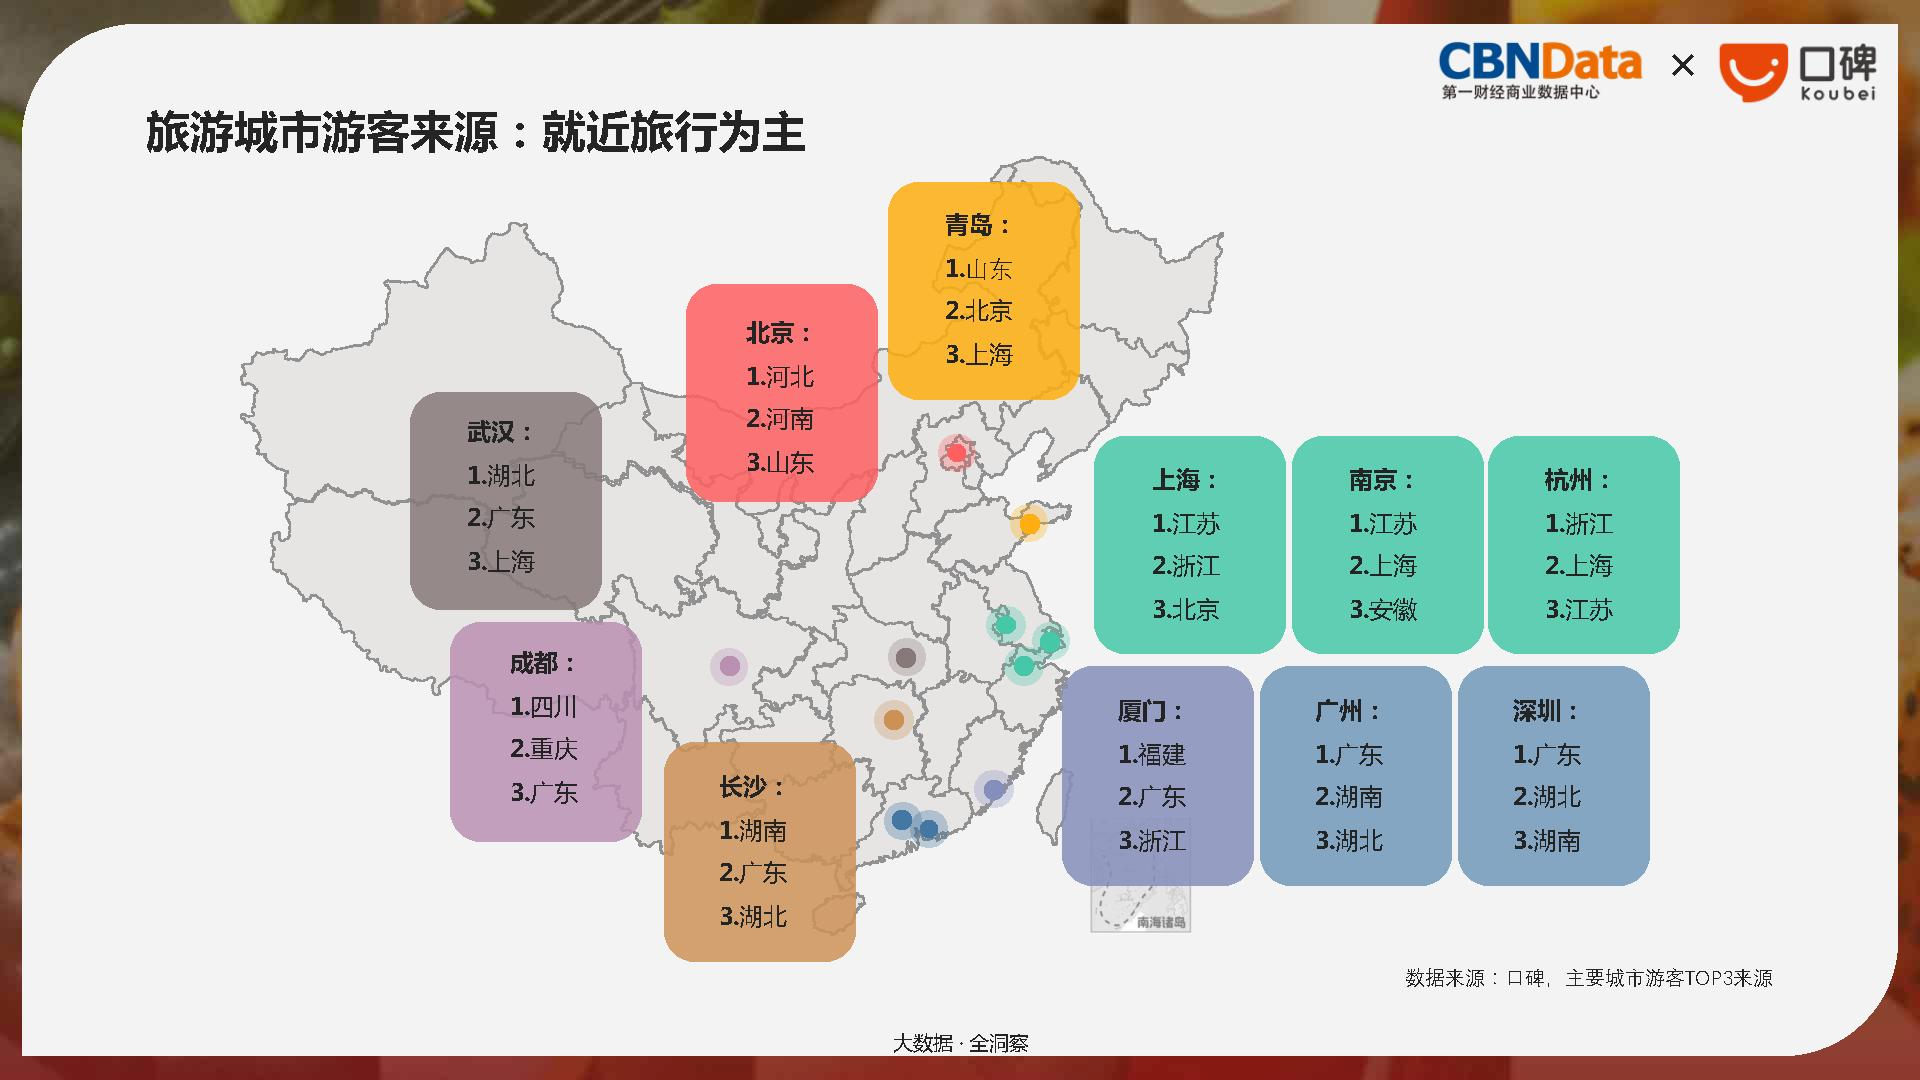 CBNData
第一财经商业数据中心
×
口碑
Koubei
旅游城市游客来源：就近旅行为主
青岛：
1.山东
2.北京
3.上海
北京：
1.河北
2.河南
3.山东
武汉：
1.湖北
2.广东
3.上海
上海：
1.江苏
2.浙江
3.北京
南京：
1.江苏
2.上海
3.安徽
杭州：
1.浙江
2.上海
3.江苏
成都：
1.四川
2.重庆
3.广东
长沙：
1.湖南
2.广东
3.湖北
厦门：
1.福建
2.广东
3.浙江
广州：
1.广东
2.湖南
3.湖北
深圳：
1.广东
2.湖北
3.湖南
南海诸岛
数据来源：口碑，主要城市游客TOP3来源
大数据·全洞察